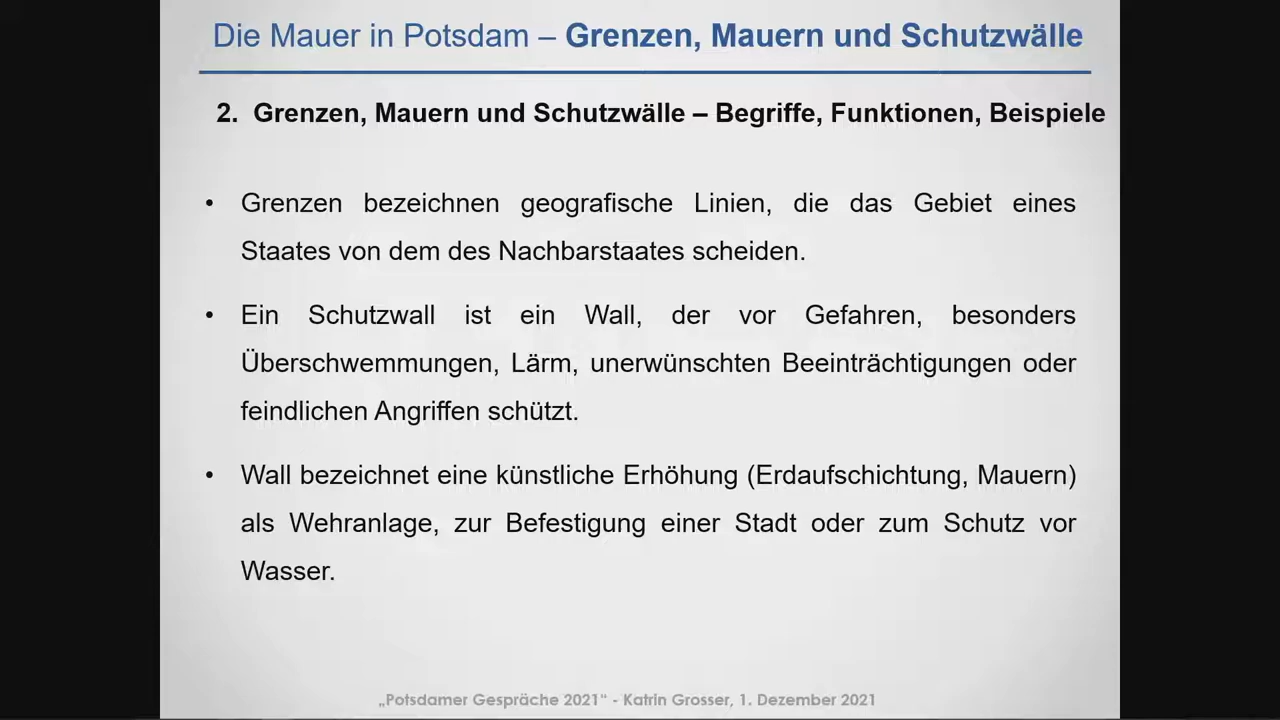 Die Mauer in Potsdam – Grenzen, Mauern und Schutzwälle
2. Grenzen, Mauern und Schutzwälle – Begriffe, Funktionen, Beispiele
• Grenzen bezeichnen geografische Linien, die das Gebiet eines
Staates von dem des Nachbarstaates scheiden.
• Ein Schutzwall ist ein Wall, der vor Gefahren, besonders
Überschwemmungen, Lärm, unerwünschten Beeinträchtigungen oder
feindlichen Angriffen schützt.
• Wall bezeichnet eine künstliche Erhöhung (Erdaufschichtung, Mauern)
als Wehranlage, zur Befestigung einer Stadt oder zum Schutz vor
Wasser.
„Potsdamer Gespräche 2021“ - Katrin Grosser, 1. Dezember 2021